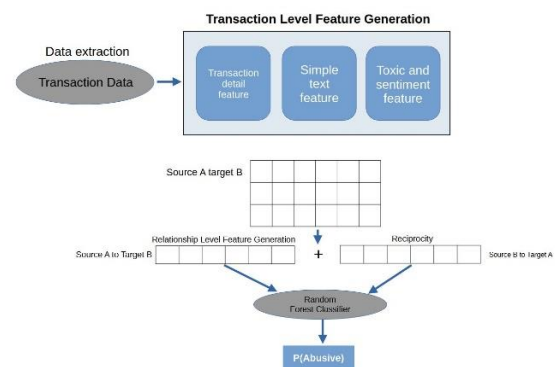 Transaction Level Feature Generation
Data extraction
Transaction Data
Transaction
detail
feature
Simple
text
feature
Toxic and
sentiment
feature
Source A target B
Relationship Level Feature Generation
Reciprocity
Source A to Target B
+
Source B to Target A
Random
Forest Classifier
P(Abusive)